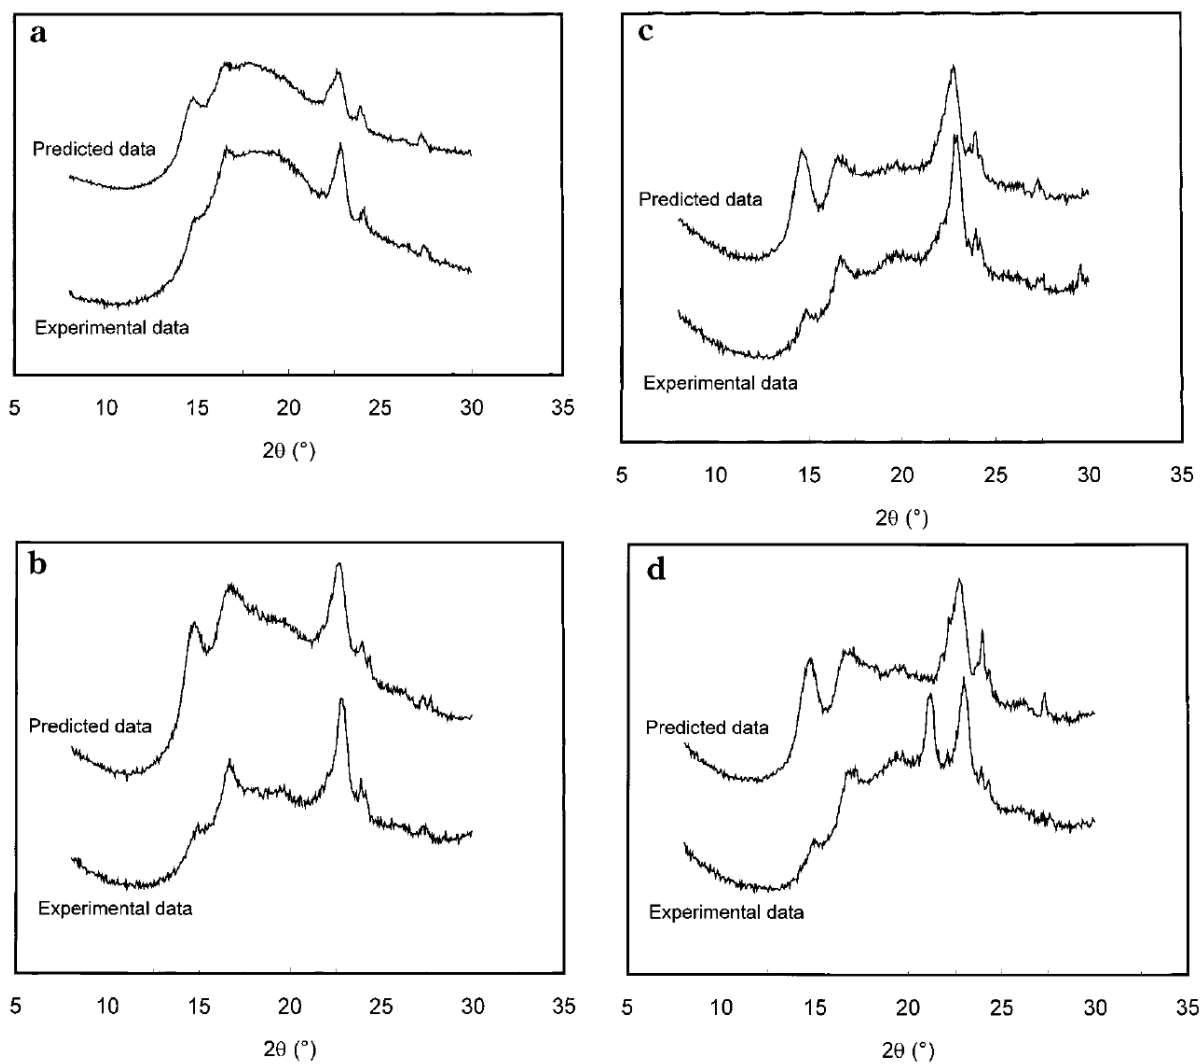 a
Predicted data
Experimental data
5 10 15 20 25 30 35
2θ (°)
b
Predicted data
Experimental data
5 10 15 20 25 30 35
2θ (°)
c
Predicted data
Experimental data
5 10 15 20 25 30 35
2θ (°)
d
Predicted data
Experimental data
5 10 15 20 25 30 35
2θ (°)